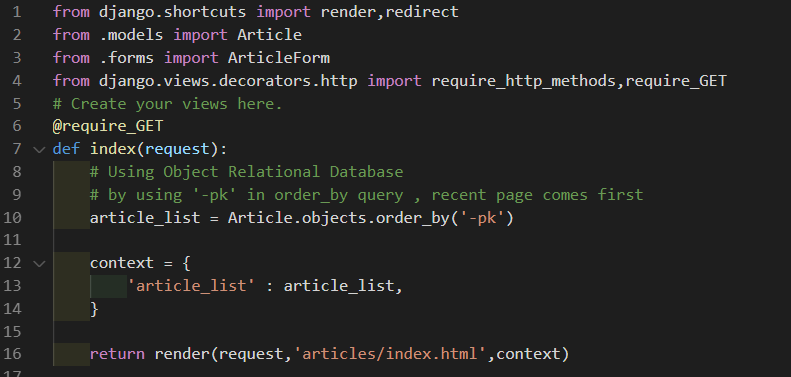 1 from django.shortcuts import render,redirect
2 from .models import Article
3 from .forms import ArticleForm
4 from django.views.decorators.http import require_http_methods,require_GET
5 # Create your views here.
6 @require_GET
7 def index(request):
8     # Using Object Relational Database
9     # by using '-pk' in order_by query , recent page comes first
10     article_list = Article.objects.order_by('-pk')
11
12     context = {
13         'article_list' : article_list,
14     }
15
16     return render(request,'articles/index.html',context)
17